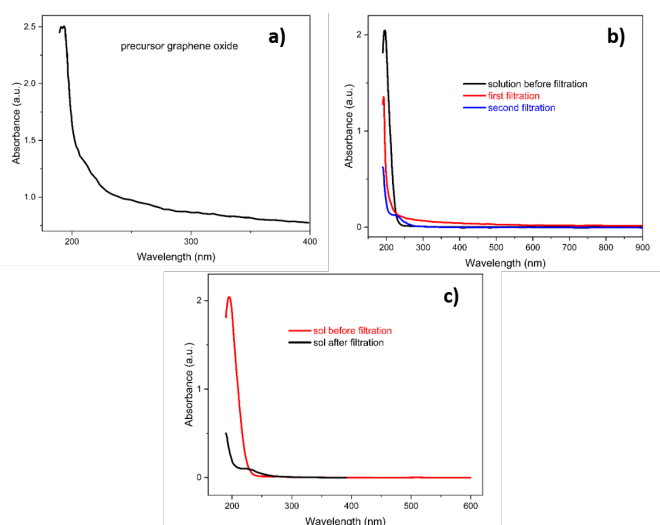 precursor graphene oxide
a)
2.5
2.0
1.5
1.0
Absorbance (a.u.)
200
300
400
Wavelength (nm)
b)
solution before filtration
first filtration
second filtration
2
1
0
Absorbance (a.u.)
200
300
400
500
600
700
800
900
Wavelength (nm)
c)
sol before filtration
sol after filtration
2
1
0
Absorbance (a.u.)
200
300
400
500
600
Wavelength (nm)